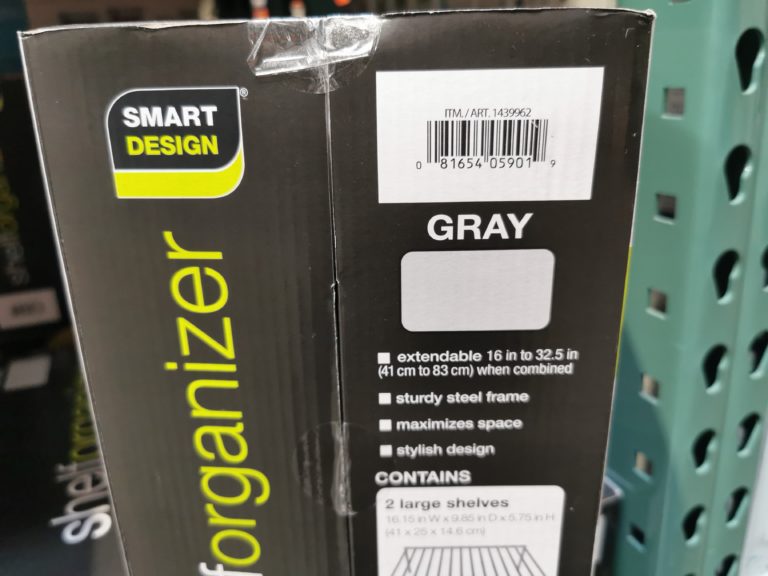 SMART
DESIGN
®
shelforganizer
ITM./ART. 1439962
0 81654 05901 9
GRAY
extendable 16 in to 32.5 in
(41 cm to 83 cm) when combined
sturdy steel frame
maximizes space
stylish design
CONTAINS
2 large shelves
16.15 in W x 9.85 in D x 5.75 in H
(41 x 25 x 14.6 cm)